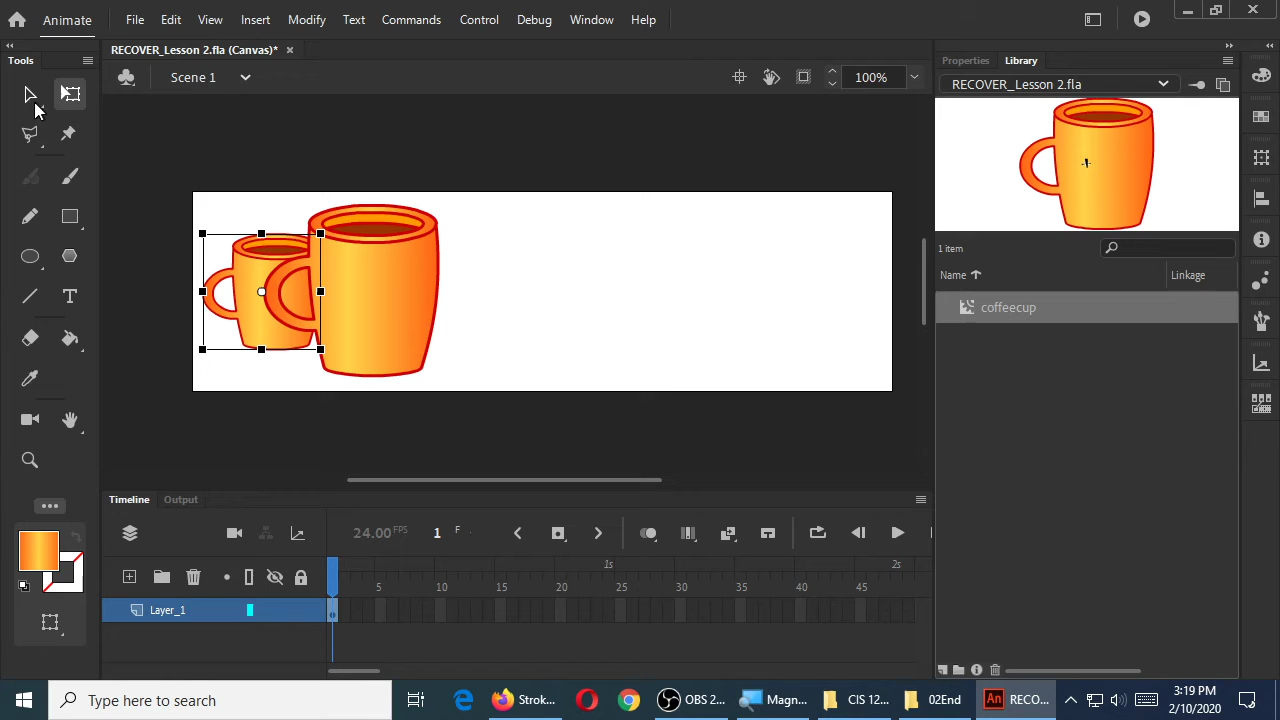 Animate File Edit View Insert Modify Text Commands Control Debug Window Help
Tools
RECOVER_Lesson 2.fla (Canvas)* ×
Scene 1
100%
Properties Library
RECOVER_Lesson 2.fla
1 item
Name Linkage
coffeecup
Timeline Output
24.00 FPS 1 F
1s 2s
5 10 15 20 25 30 35 40 45
Layer_1
Type here to search
Strok...
OBS 2...
Magn...
CIS 12...
02End
An RECO...
3:19 PM
2/10/2020